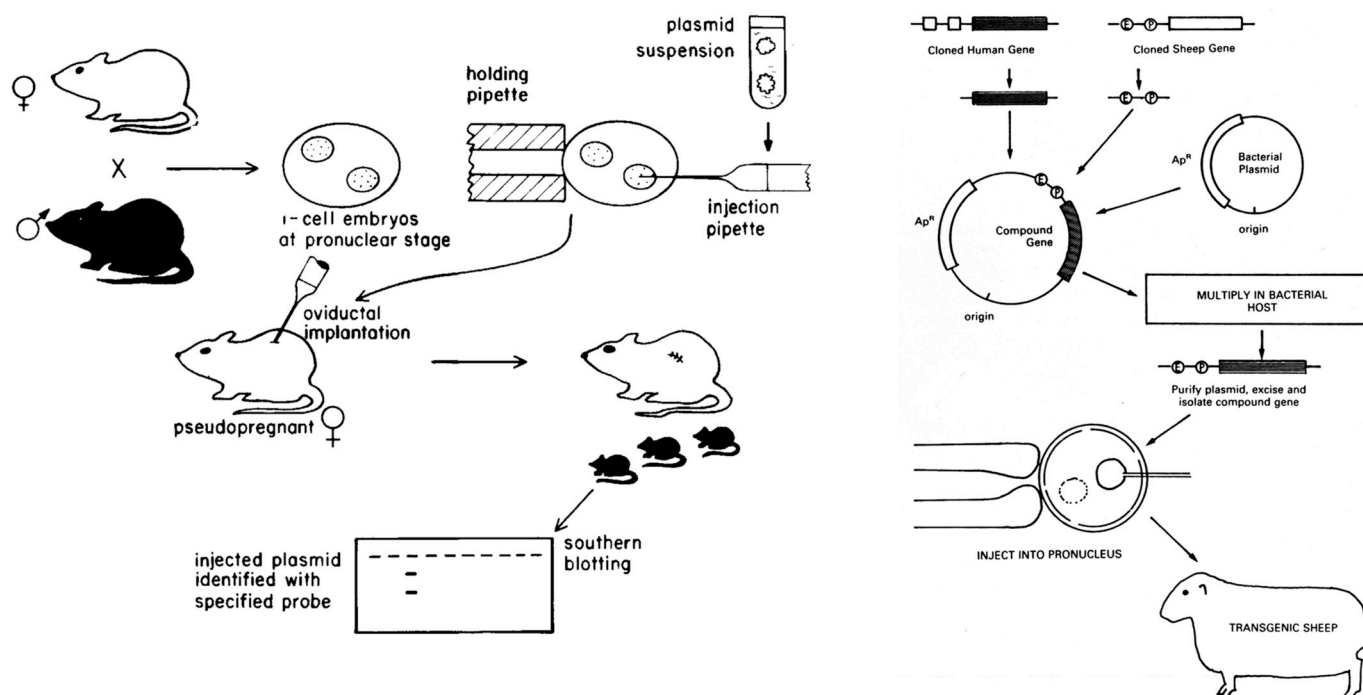 plasmid
suspension
holding
pipette
♀
X
♂
1-cell embryos
at pronuclear stage
injection
pipette
oviductal
implantation
pseudopregnant ♀
southern
blotting
injected plasmid
identified with
specified probe
E P
Cloned Human Gene
Cloned Sheep Gene
E P
E
P
Ap^R
Bacterial
Plasmid
origin
Ap^R
Compound
Gene
origin
MULTIPLY IN BACTERIAL
HOST
E P
Purify plasmid, excise and
isolate compound gene
INJECT INTO PRONUCLEUS
TRANSGENIC SHEEP